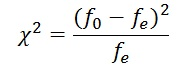 χ² = (f₀ − fₑ)² / fₑ